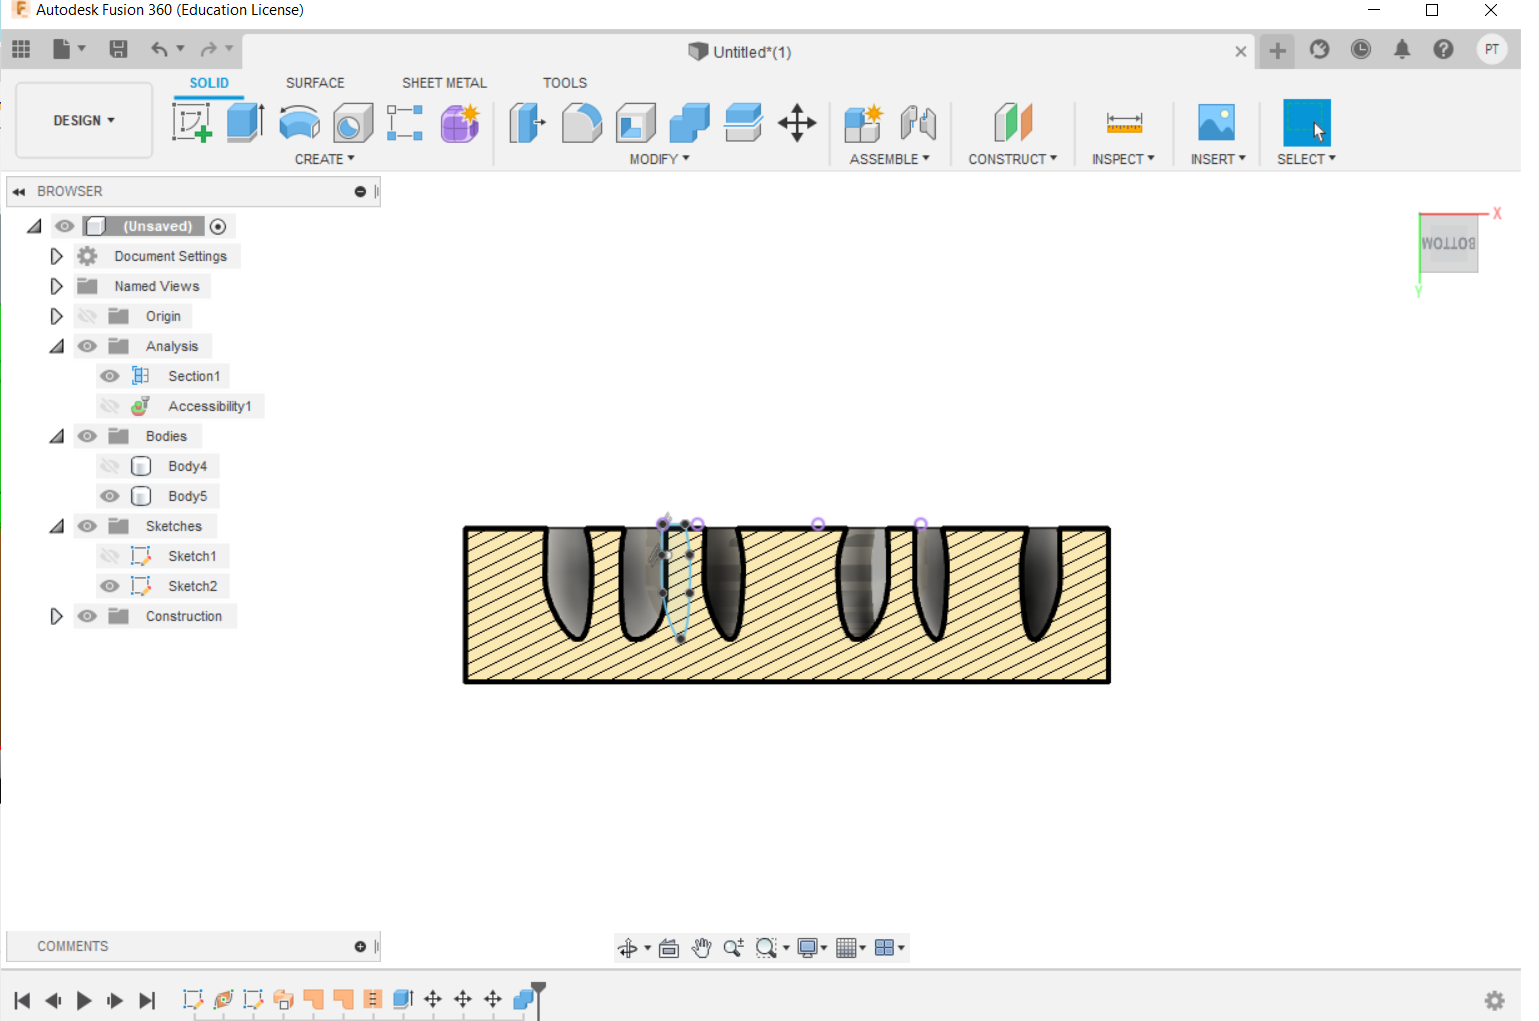 Autodesk Fusion 360 (Education License)
Untitled*(1)
PT
SOLID SURFACE SHEET METAL TOOLS
DESIGN
CREATE MODIFY ASSEMBLE CONSTRUCT INSPECT INSERT SELECT
BROWSER
(Unsaved)
Document Settings
Named Views
Origin
Analysis
Section1
Accessibility1
Bodies
Body4
Body5
Sketches
Sketch1
Sketch2
Construction
X
BOTTOM
Y
COMMENTS